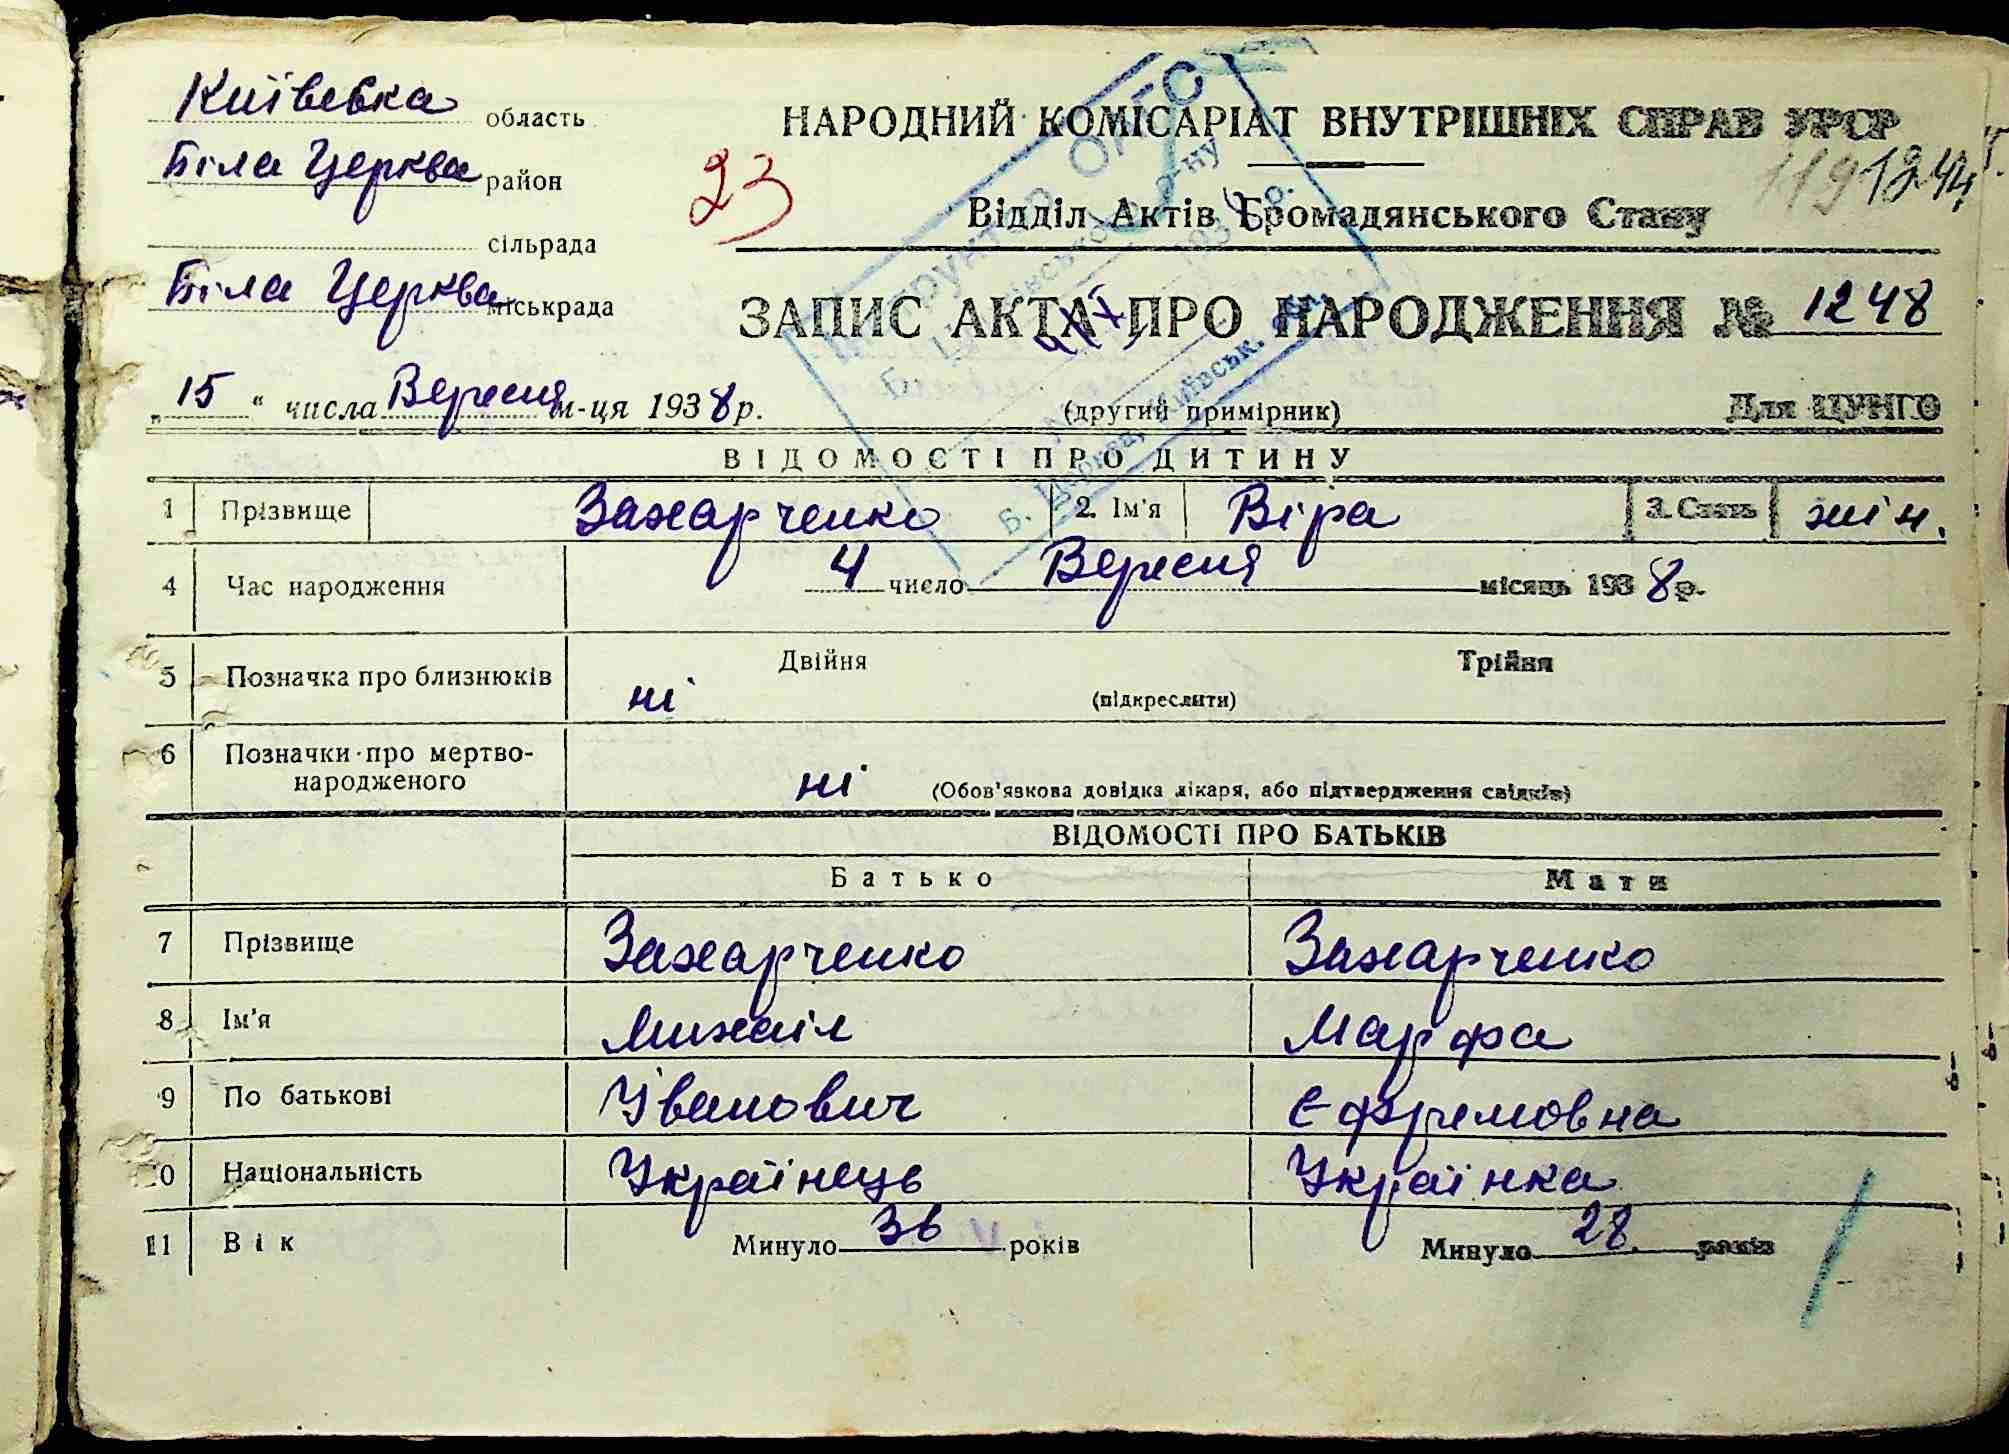 Київська область
Біла Церква район
сільрада
Біла Церква міськрада
23
НАРОДНИЙ КОМІСАРІАТ ВНУТРІШНІХ СПРАВ УРСР
Відділ Актів Громадянського Стану
ЗАПИС АКТА ПРО НАРОДЖЕННЯ № 1248
„15" числа Вересня м-ця 1938 р.
(другий примірник)
Для ЦУНГО
ВІДОМОСТІ ПРО ДИТИНУ
1 Прізвище Захарченко 2. Ім'я Віра 3. Стать жін.
4 Час народження 4 число Вересня місяць 1938 р.
5 Позначка про близнюків ні Двійня Трійня
(підкреслити)
6 Позначки про мертво-
народженого ні (Обов'язкова довідка лікаря, або підтвердження свідків)
ВІДОМОСТІ ПРО БАТЬКІВ
Батько Мати
7 Прізвище Захарченко Захарченко
8 Ім'я Михаіл Марфа
9 По батькові Іванович Єфремовна
0 Національність Українець Українка
11 Вік Минуло 36 років Минуло 28 років